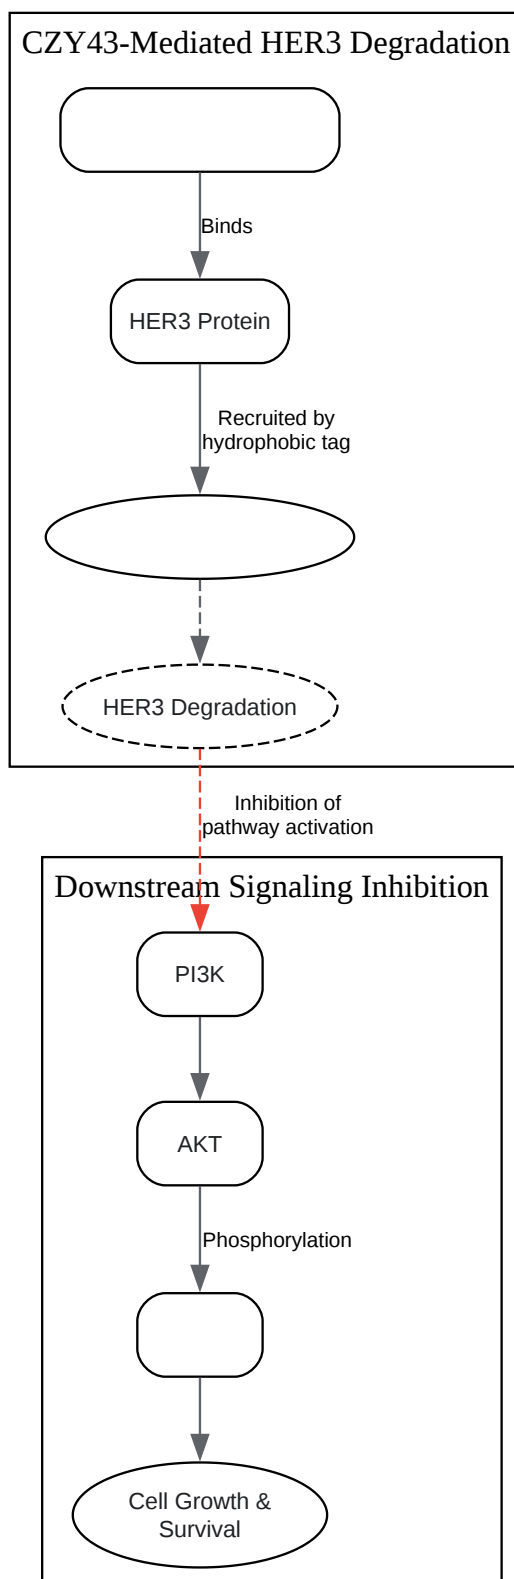 CZY43-Mediated HER3 Degradation
Binds
HER3 Protein
Recruited by
hydrophobic tag
HER3 Degradation
Inhibition of
pathway activation
Downstream Signaling Inhibition
PI3K
AKT
Phosphorylation
Cell Growth &
Survival